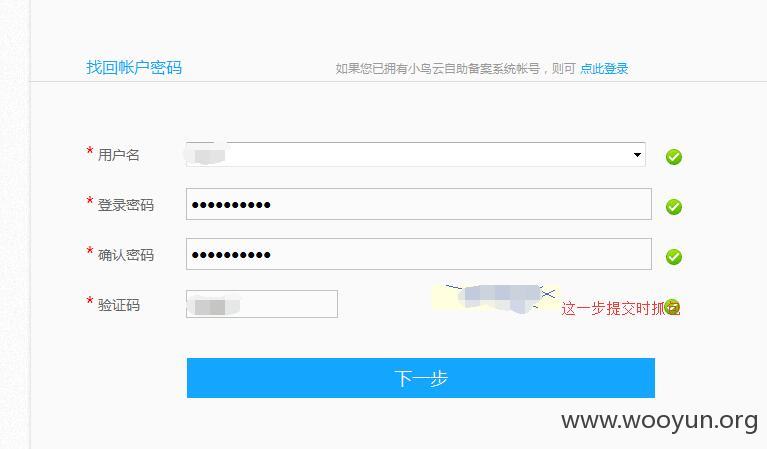 找回帐户密码 如果您已拥有小鸟云自助备案系统帐号，则可 点此登录
* 用户名
* 登录密码 ●●●●●●●●●●
* 确认密码 ●●●●●●●●●●
* 验证码 这一步提交时抓包
下一步
www.wooyun.org